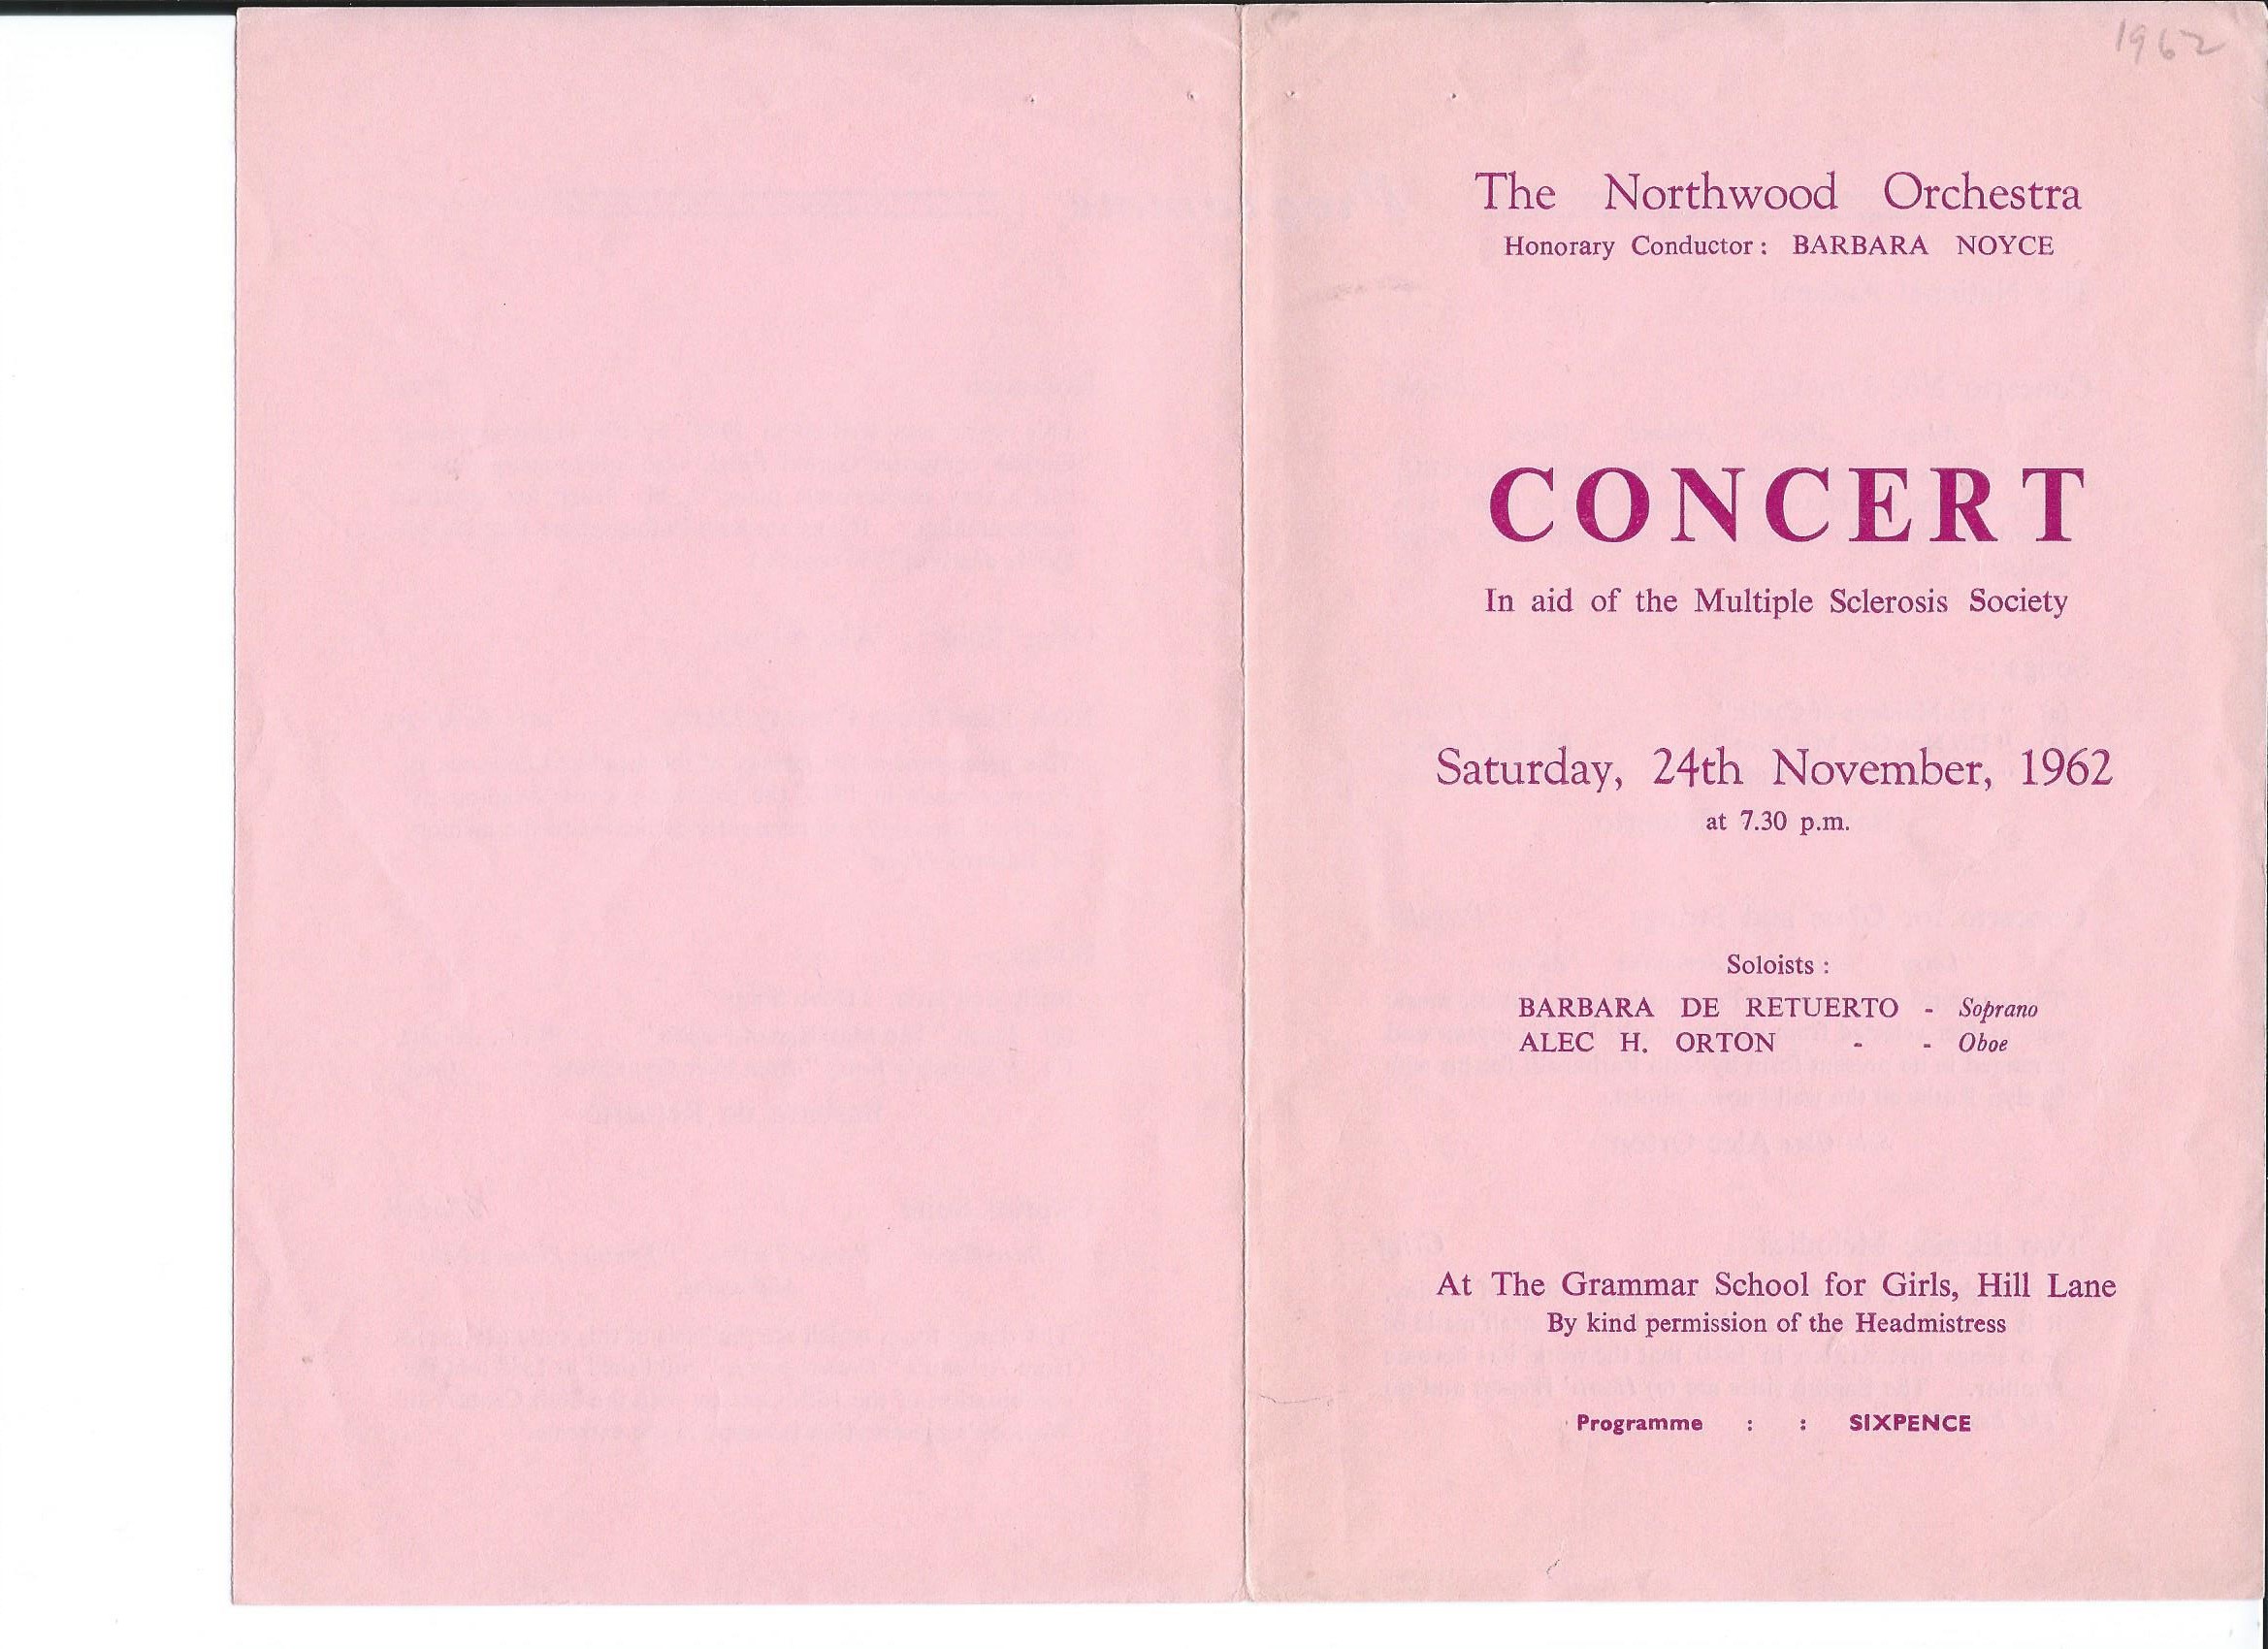 1962
The Northwood Orchestra
Honorary Conductor : BARBARA NOYCE
CONCERT
In aid of the Multiple Sclerosis Society
Saturday, 24th November, 1962
at 7.30 p.m.
Soloists :
BARBARA DE RETUERTO - Soprano
ALEC H. ORTON - - Oboe
At The Grammar School for Girls, Hill Lane
By kind permission of the Headmistress
Programme : : SIXPENCE